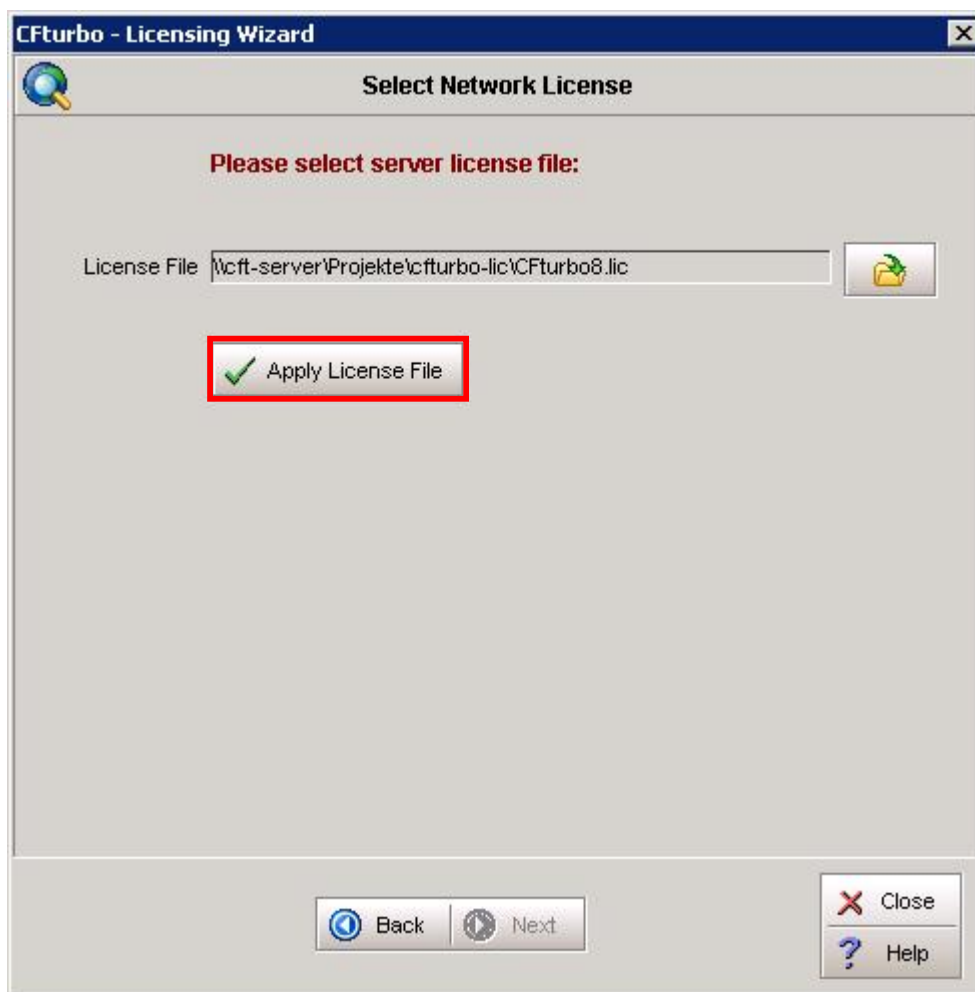 CFturbo - Licensing Wizard
Select Network License
Please select server license file:
License File \\cft-server\Projekte\cfturbo-lic\CFturbo8.lic
Apply License File
Back Next
Close
Help